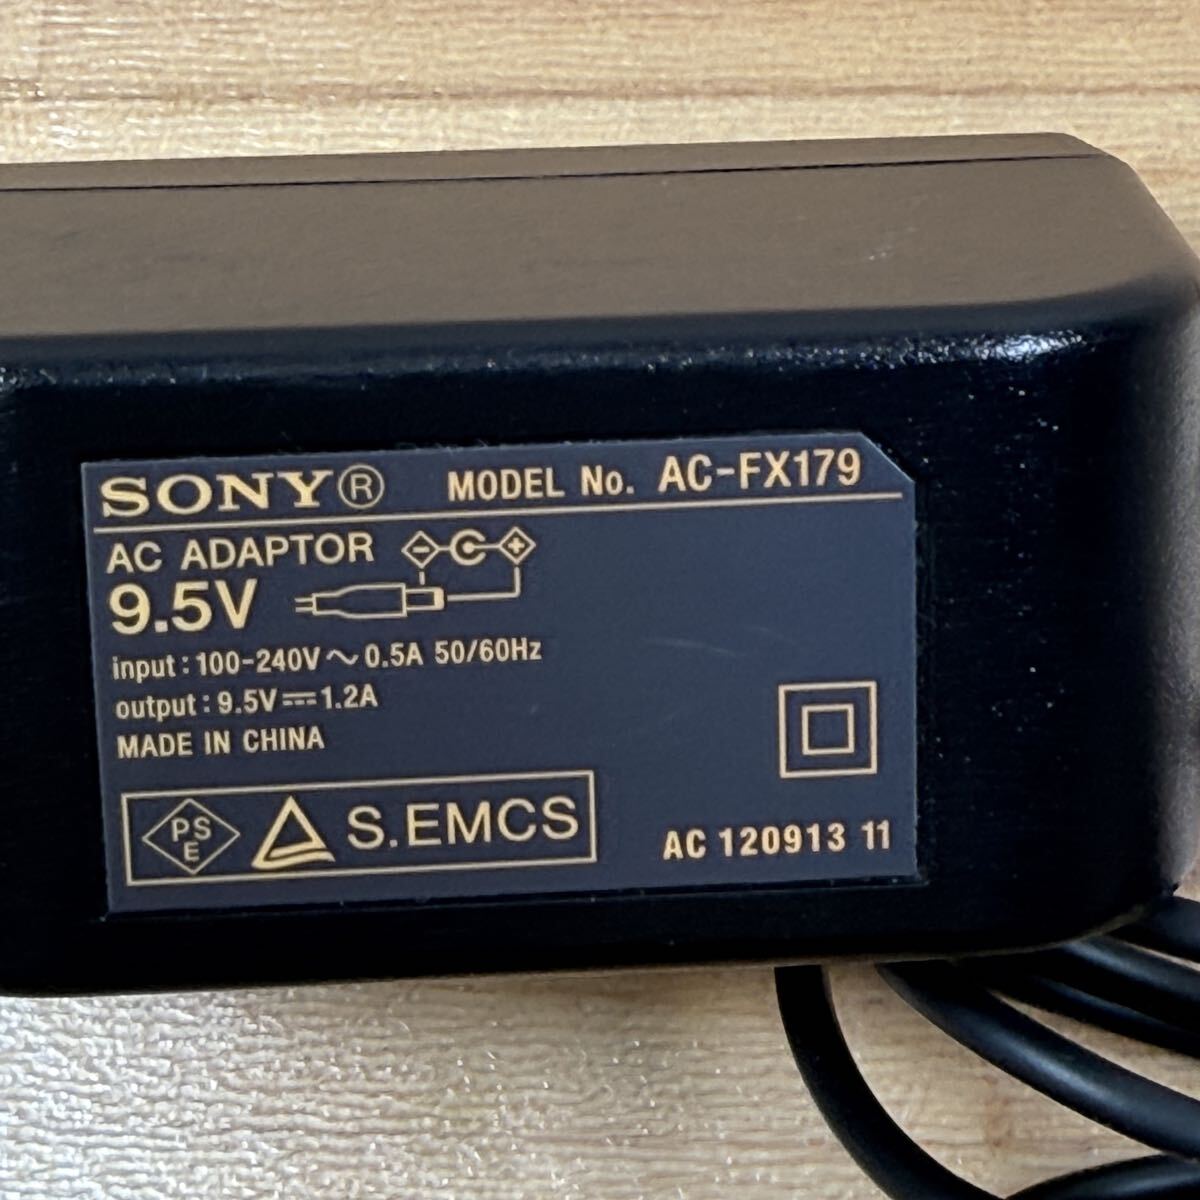 SONY® MODEL No. AC-FX179
AC ADAPTOR
9.5V
input : 100-240V～0.5A 50/60Hz
output : 9.5V⎓1.2A
MADE IN CHINA
PS
E
S.EMCS
AC 120913 11